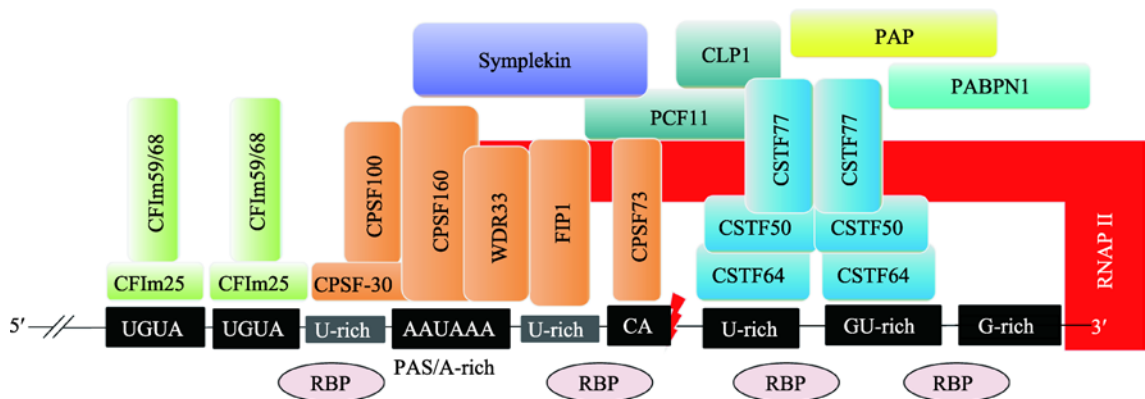 Symplekin
CLP1
PAP
PABPN1
PCF11
CFIm59/68
CFIm59/68
CPSF100
CPSF160
WDR33
FIP1
CPSF73
CSTF77
CSTF77
CSTF50
CSTF50
CFIm25
CFIm25
CPSF-30
CSTF64
CSTF64
RNAP II
5′
UGUA
UGUA
U-rich
AAUAAA
U-rich
CA
U-rich
GU-rich
G-rich
3′
PAS/A-rich
RBP
RBP
RBP
RBP